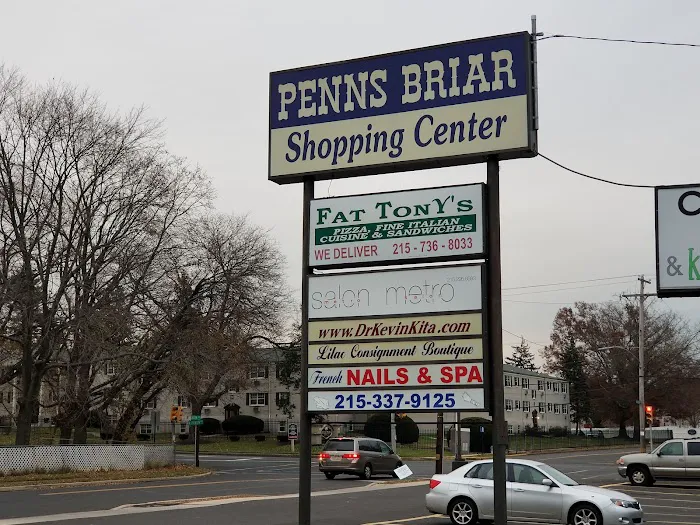 PENNS BRIAR
Shopping Center
FAT TONY'S
PIZZA, FINE ITALIAN
CUISINE & SANDWICHES
WE DELIVER 215-736-8033
salon metro
www.DrKevinKita.com
Lilac Consignment Boutique
French NAILS & SPA
215-337-9125
C
& K